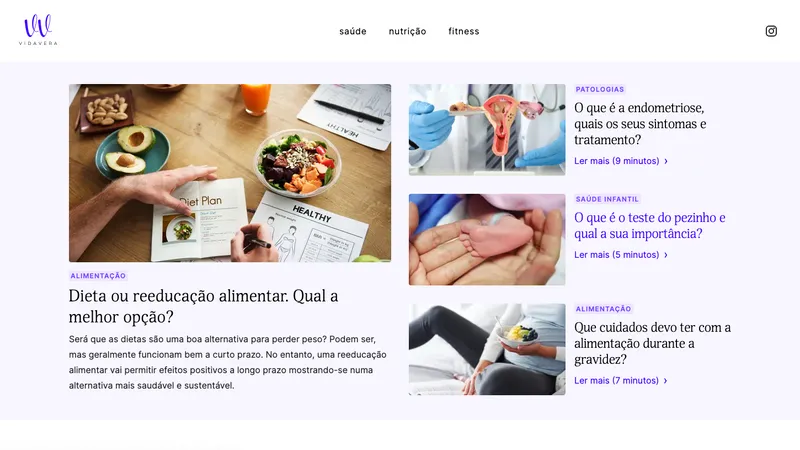 VIDAVERA
saúde nutrição fitness
HEALTHY
Diet Plan
HEALTHY
ALIMENTAÇÃO
Dieta ou reeducação alimentar. Qual a
melhor opção?
Será que as dietas são uma boa alternativa para perder peso? Podem ser,
mas geralmente funcionam bem a curto prazo. No entanto, uma reeducação
alimentar vai permitir efeitos positivos a longo prazo mostrando-se numa
alternativa mais saudável e sustentável.
PATOLOGIAS
O que é a endometriose,
quais os seus sintomas e
tratamento?
Ler mais (9 minutos) ›
SAÚDE INFANTIL
O que é o teste do pezinho e
qual a sua importância?
Ler mais (5 minutos) ›
ALIMENTAÇÃO
Que cuidados devo ter com a
alimentação durante a
gravidez?
Ler mais (7 minutos) ›